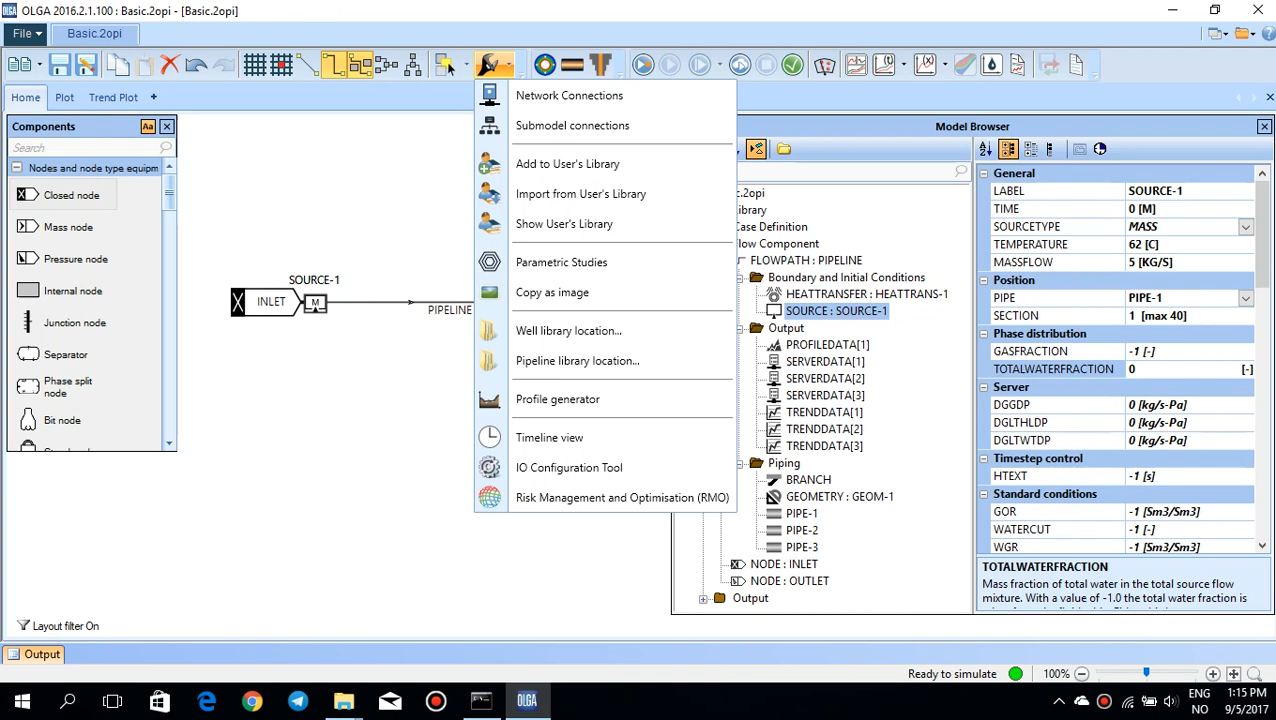 OLGA 2016.2.1.100 : Basic.2opi - [Basic.2opi]
File
Basic.2opi
Home
Plot
Trend Plot
+
Components
Aa
Search
Nodes and node type equipm
Closed node
Mass node
Pressure node
Internal node
Junction node
Separator
Phase split
node
Bit node
SOURCE-1
INLET
M
PIPELINE
Network Connections
Submodel connections
Add to User's Library
Import from User's Library
Show User's Library
Parametric Studies
Copy as image
Well library location...
Pipeline library location...
Profile generator
Timeline view
IO Configuration Tool
Risk Management and Optimisation (RMO)
Model Browser
c.2opi
ibrary
ase Definition
low Component
FLOWPATH : PIPELINE
Boundary and Initial Conditions
HEATTRANSFER : HEATTRANS-1
SOURCE : SOURCE-1
Output
PROFILEDATA[1]
SERVERDATA[1]
SERVERDATA[2]
SERVERDATA[3]
TRENDDATA[1]
TRENDDATA[2]
TRENDDATA[3]
Piping
BRANCH
GEOMETRY : GEOM-1
PIPE-1
PIPE-2
PIPE-3
NODE : INLET
NODE : OUTLET
Output
General
LABEL SOURCE-1
TIME 0 [M]
SOURCETYPE MASS
TEMPERATURE 62 [C]
MASSFLOW 5 [KG/S]
Position
PIPE PIPE-1
SECTION 1 [max 40]
Phase distribution
GASFRACTION -1 [-]
TOTALWATERFRACTION 0 [-]
Server
DGGDP 0 [kg/s-Pa]
DGLTHLDP 0 [kg/s-Pa]
DGLTWTDP 0 [kg/s-Pa]
Timestep control
HTEXT -1 [s]
Standard conditions
GOR -1 [Sm3/Sm3]
WATERCUT -1 [-]
WGR -1 [Sm3/Sm3]
TOTALWATERFRACTION
Mass fraction of total water in the total source flow
mixture. With a value of -1.0 the total water fraction is
Layout filter On
Output
Ready to simulate
100%
OLGA
ENG
NO
1:15 PM
9/5/2017